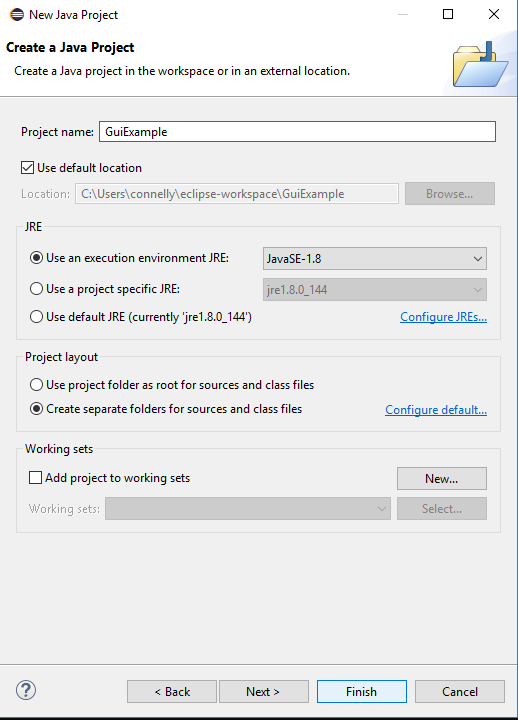 New Java Project
Create a Java Project
Create a Java project in the workspace or in an external location.
Project name: GuiExample
Use default location
Location: C:\Users\connelly\eclipse-workspace\GuiExample Browse...
JRE
Use an execution environment JRE: JavaSE-1.8
Use a project specific JRE: jre1.8.0_144
Use default JRE (currently 'jre1.8.0_144') Configure JREs...
Project layout
Use project folder as root for sources and class files
Create separate folders for sources and class files Configure default...
Working sets
Add project to working sets New...
Working sets: Select...
? < Back Next > Finish Cancel